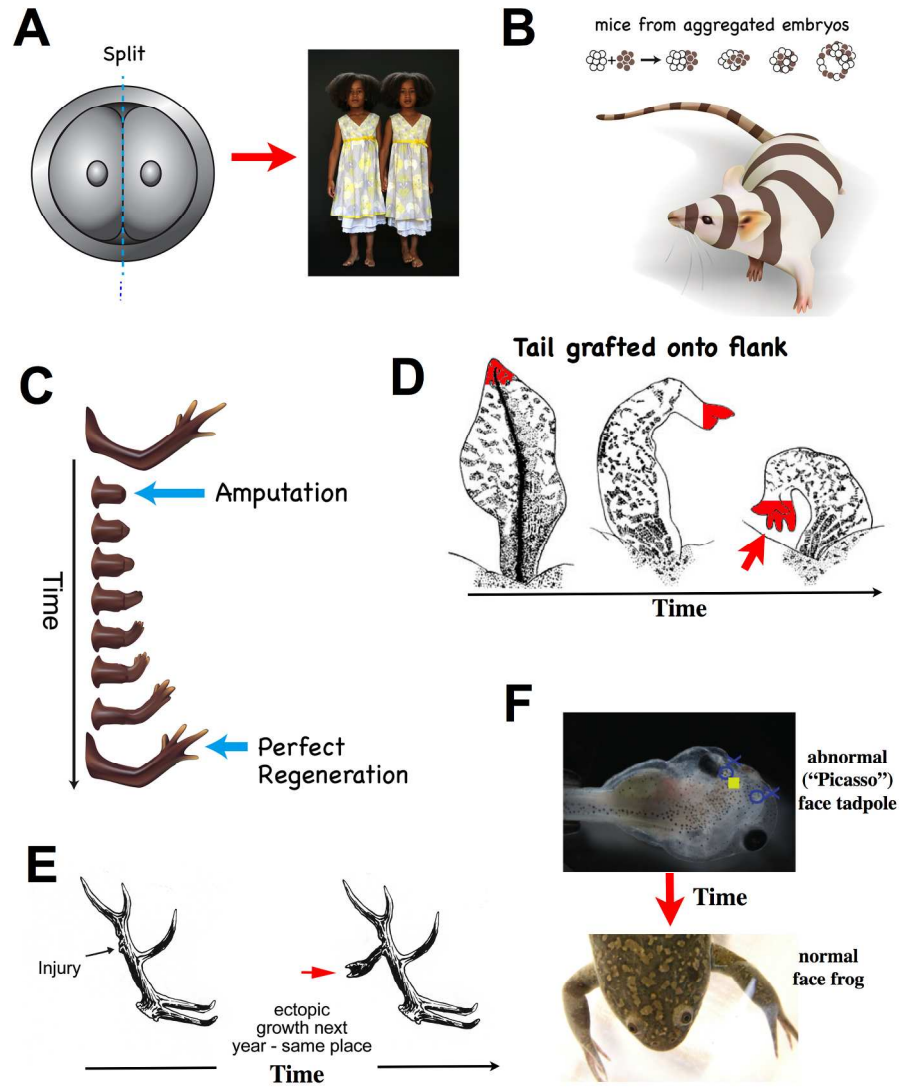 A
Split
B
mice from aggregated embryos
+
C
Amputation
Time
Perfect
Regeneration
D
Tail grafted onto flank
Time
E
Injury
ectopic
growth next
year - same place
Time
F
abnormal
("Picasso")
face tadpole
Time
normal
face frog